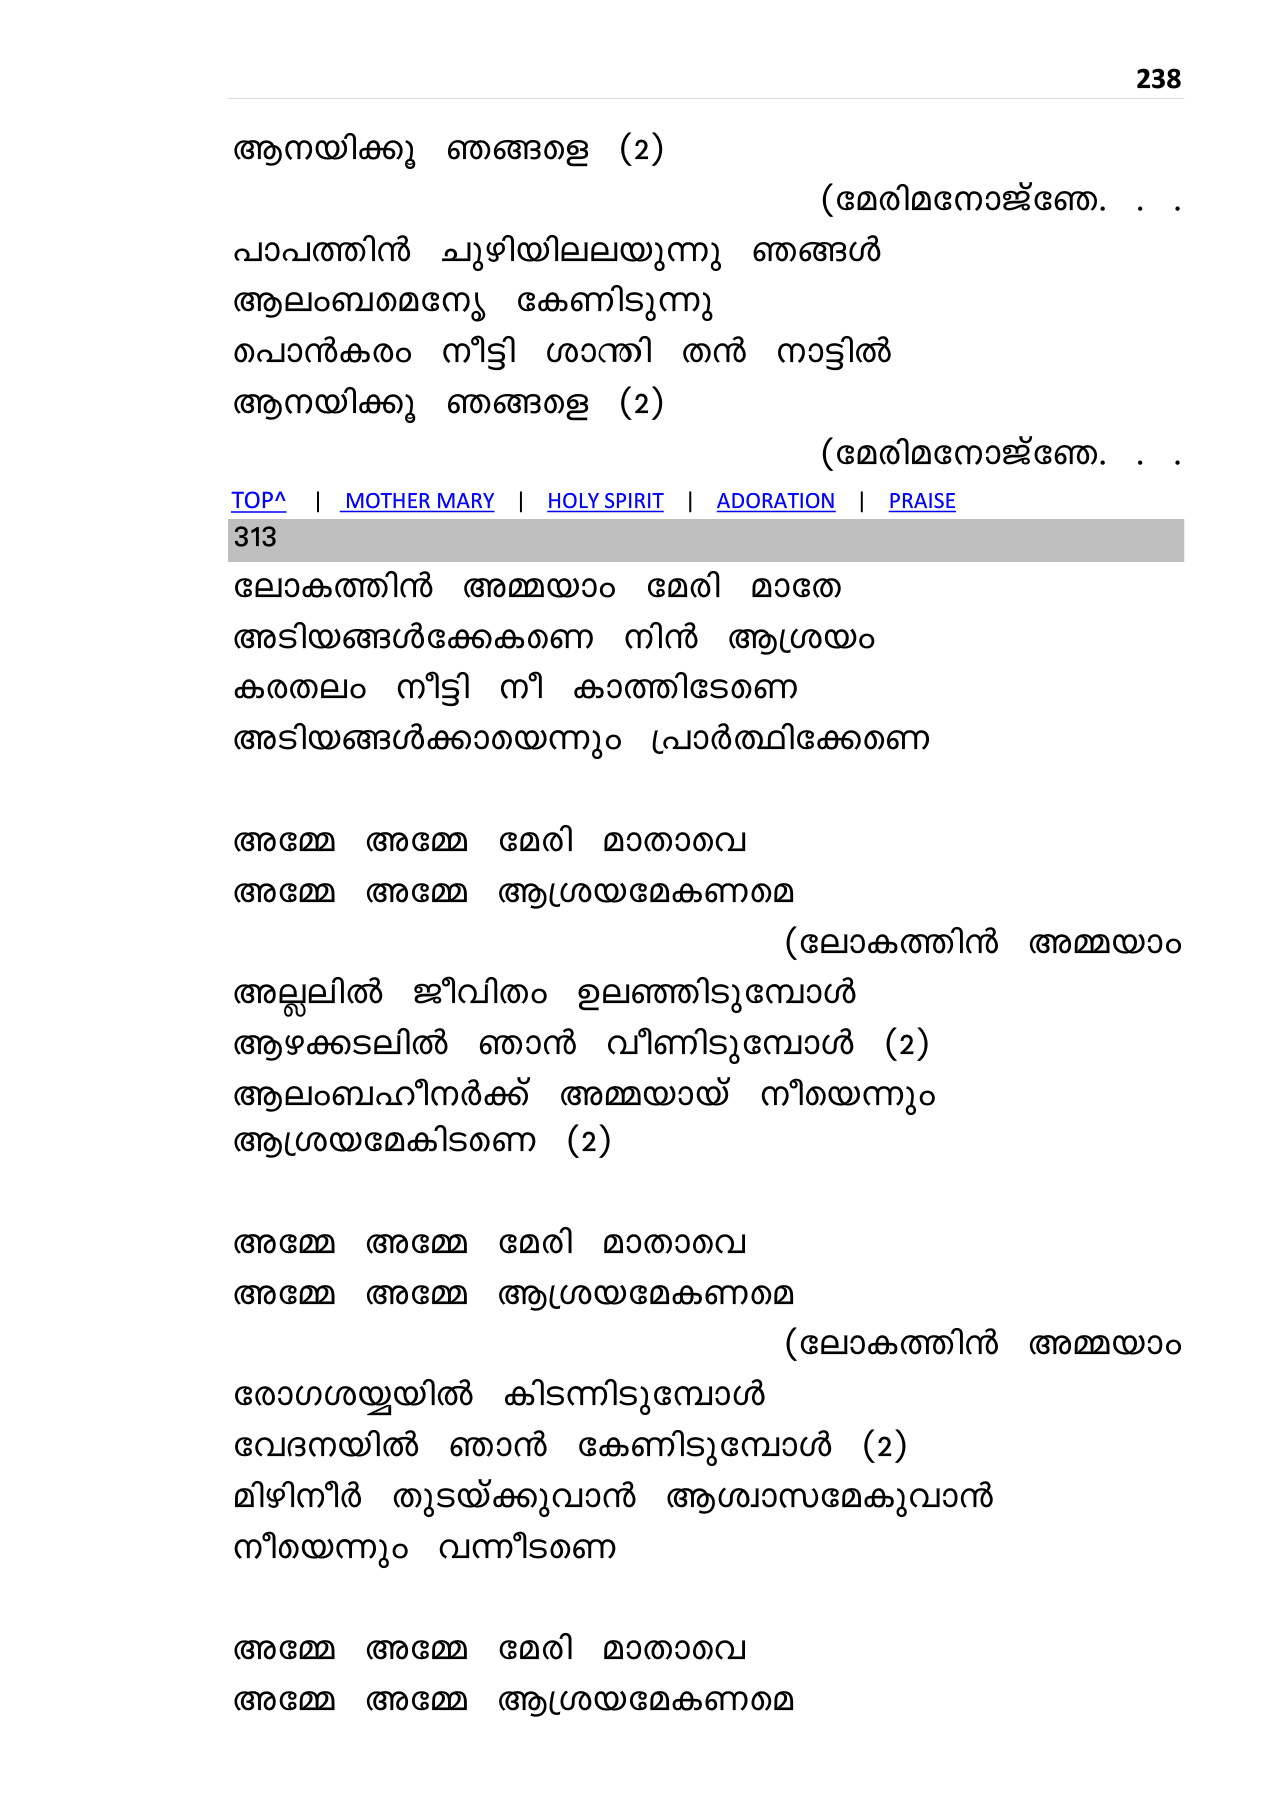 238
ആനയിക്കൂ ഞങ്ങളെ (2)
(മേരിമനോജ്ഞേ. . .
പാപത്തിൻ ചുഴിയിലലയുന്നു ഞങ്ങൾ
ആലംബമെന്യേ കേണിടുന്നു
പൊൻകരം നീട്ടി ശാന്തി തൻ നാട്ടിൽ
ആനയിക്കൂ ഞങ്ങളെ (2)
(മേരിമനോജ്ഞേ. . .
TOP^ | MOTHER MARY | HOLY SPIRIT | ADORATION | PRAISE
313
ലോകത്തിൻ അമ്മയാം മേരി മാതേ
അടിയങ്ങൾക്കേകണെ നിൻ ആശ്രയം
കരതലം നീട്ടി നീ കാത്തിടേണെ
അടിയങ്ങൾക്കായെന്നും പ്രാർത്ഥിക്കേണെ
അമ്മേ അമ്മേ മേരി മാതാവെ
അമ്മേ അമ്മേ ആശ്രയമേകണമെ
(ലോകത്തിൻ അമ്മയാം
അല്ലലിൽ ജീവിതം ഉലഞ്ഞിടുമ്പോൾ
ആഴക്കടലിൽ ഞാൻ വീണിടുമ്പോൾ (2)
ആലംബഹീനർക്ക് അമ്മയായ് നീയെന്നും
ആശ്രയമേകിടണെ (2)
അമ്മേ അമ്മേ മേരി മാതാവെ
അമ്മേ അമ്മേ ആശ്രയമേകണമെ
(ലോകത്തിൻ അമ്മയാം
രോഗശയ്യയിൽ കിടന്നിടുമ്പോൾ
വേദനയിൽ ഞാൻ കേണിടുമ്പോൾ (2)
മിഴിനീർ തുടയ്ക്കുവാൻ ആശ്വാസമേകുവാൻ
നീയെന്നും വന്നീടണെ
അമ്മേ അമ്മേ മേരി മാതാവെ
അമ്മേ അമ്മേ ആശ്രയമേകണമെ